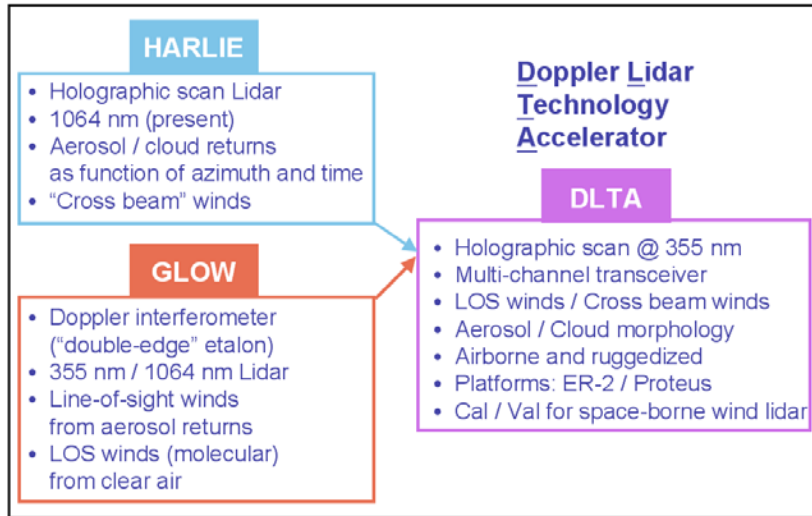 HARLIE
• Holographic scan Lidar
• 1064 nm (present)
• Aerosol / cloud returns
as function of azimuth and time
• “Cross beam” winds
GLOW
• Doppler interferometer
(“double-edge” etalon)
• 355 nm / 1064 nm Lidar
• Line-of-sight winds
from aerosol returns
• LOS winds (molecular)
from clear air
Doppler Lidar
Technology
Accelerator
DLTA
• Holographic scan @ 355 nm
• Multi-channel transceiver
• LOS winds / Cross beam winds
• Aerosol / Cloud morphology
• Airborne and ruggedized
• Platforms: ER-2 / Proteus
• Cal / Val for space-borne wind lidar